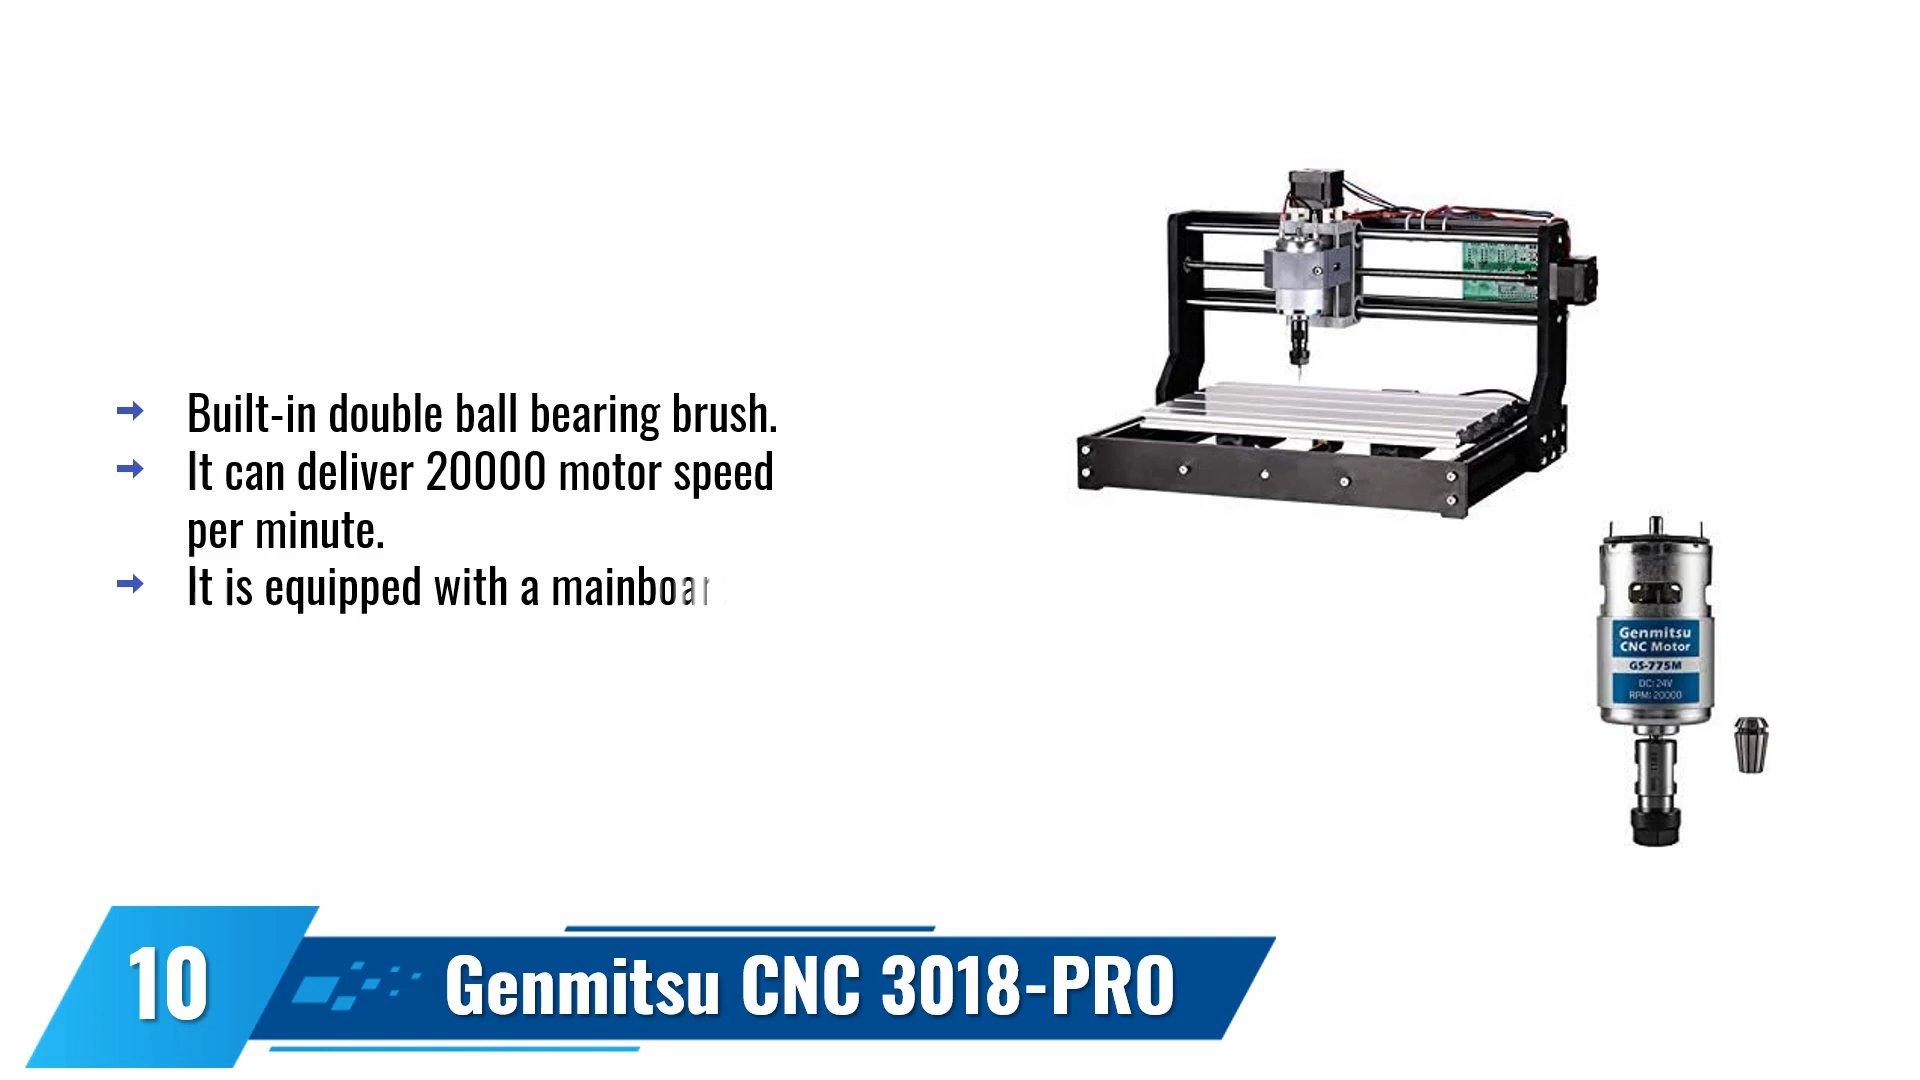 Built-in double ball bearing brush.
It can deliver 20000 motor speed
per minute.
It is equipped with a
Genmitsu
CNC Motor
GS-775M
DC: 24V
RPM: 20000
10
Genmitsu CNC 3018-PRO